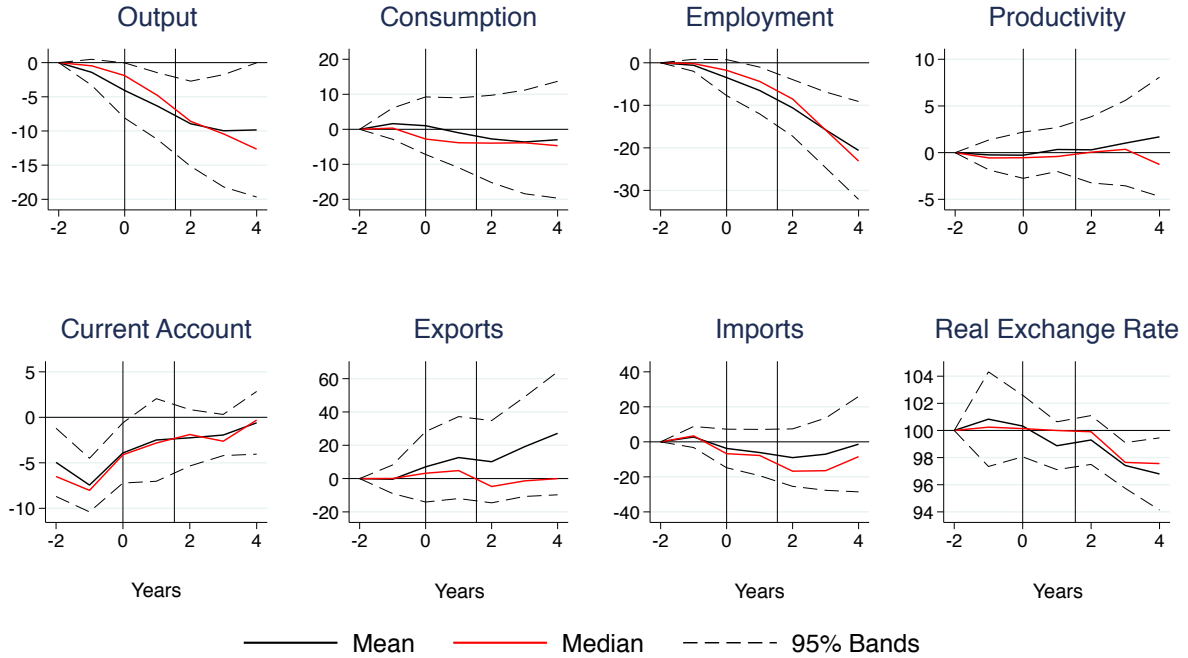 Output
0
-5
-10
-15
-20
-2 0 2 4
Consumption
20
10
0
-10
-20
-2 0 2 4
Employment
0
-10
-20
-30
-2 0 2 4
Productivity
10
5
0
-5
-2 0 2 4
Current Account
5
0
-5
-10
-2 0 2 4
Years
Exports
60
40
20
0
-20
-2 0 2 4
Years
Imports
40
20
0
-20
-40
-2 0 2 4
Years
Real Exchange Rate
104
102
100
98
96
94
-2 0 2 4
Years
Mean Median 95% Bands